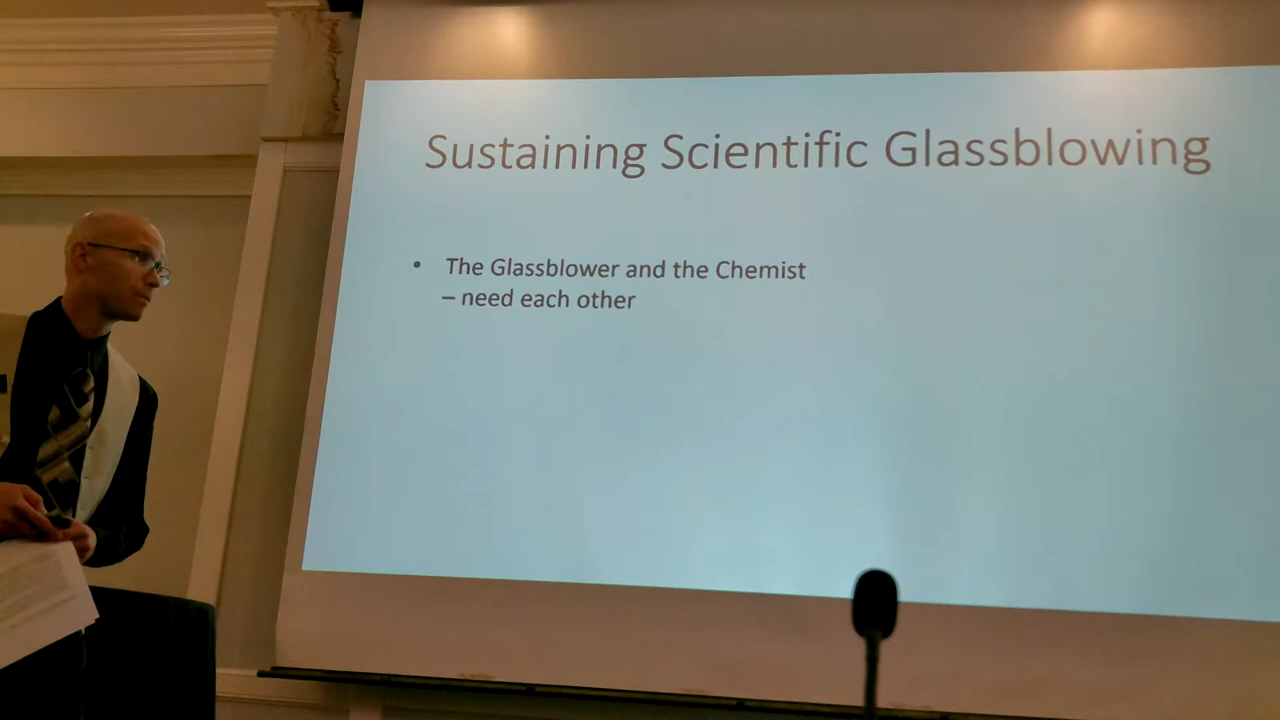 Sustaining Scientific Glassblowing
• The Glassblower and the Chemist
– need each other